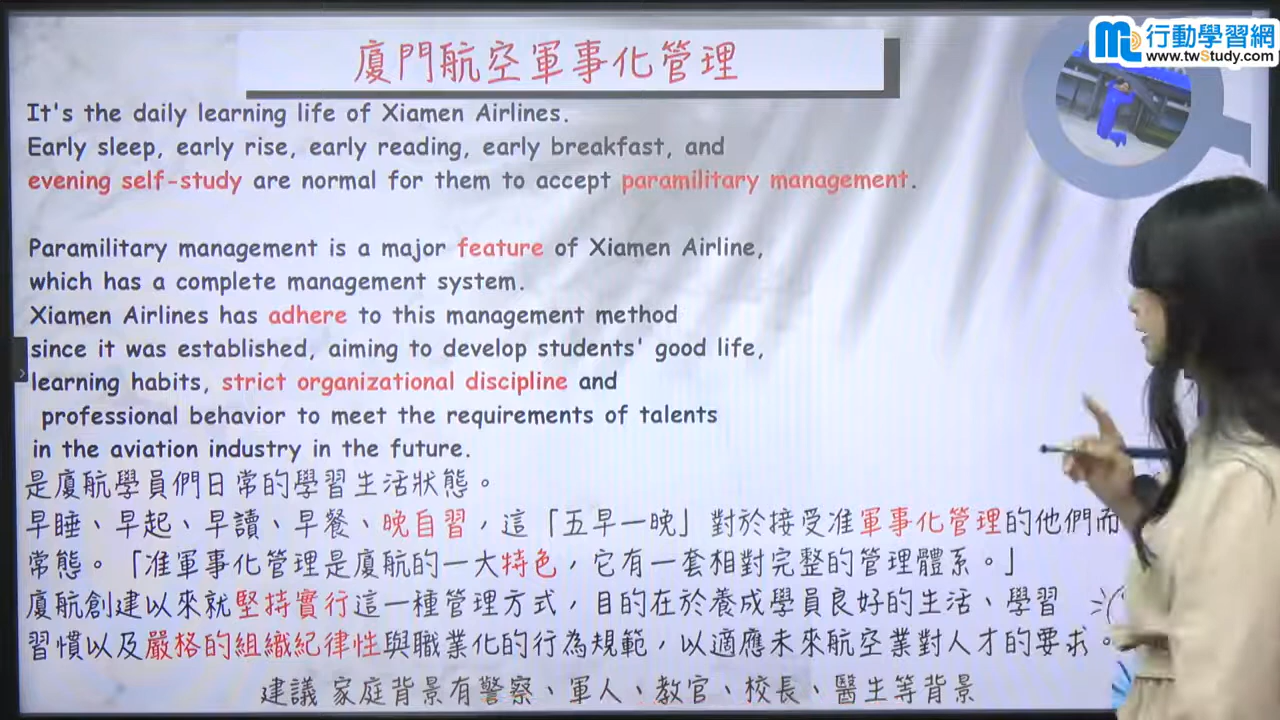 廈門航空軍事化管理
行動學習網
www.twStudy.com
It's the daily learning life of Xiamen Airlines.
Early sleep, early rise, early reading, early breakfast, and
evening self-study are normal for them to accept paramilitary management.
Paramilitary management is a major feature of Xiamen Airline,
which has a complete management system.
Xiamen Airlines has adhere to this management method
since it was established, aiming to develop students' good life,
learning habits, strict organizational discipline and
professional behavior to meet the requirements of talents
in the aviation industry in the future.
是廈航學員們日常的學習生活狀態。
早睡、早起、早讀、早餐、晚自習，這「五早一晚」對於接受准軍事化管理的他們而
常態。「准軍事化管理是廈航的一大特色，它有一套相對完整的管理體系。」
廈航創建以來就堅持實行這一種管理方式，目的在於養成學員良好的生活、學習
習慣以及嚴格的組織紀律性與職業化的行為規範，以適應未來航空業對人才的要求。
建議 家庭背景有警察、軍人、教官、校長、醫生等背景